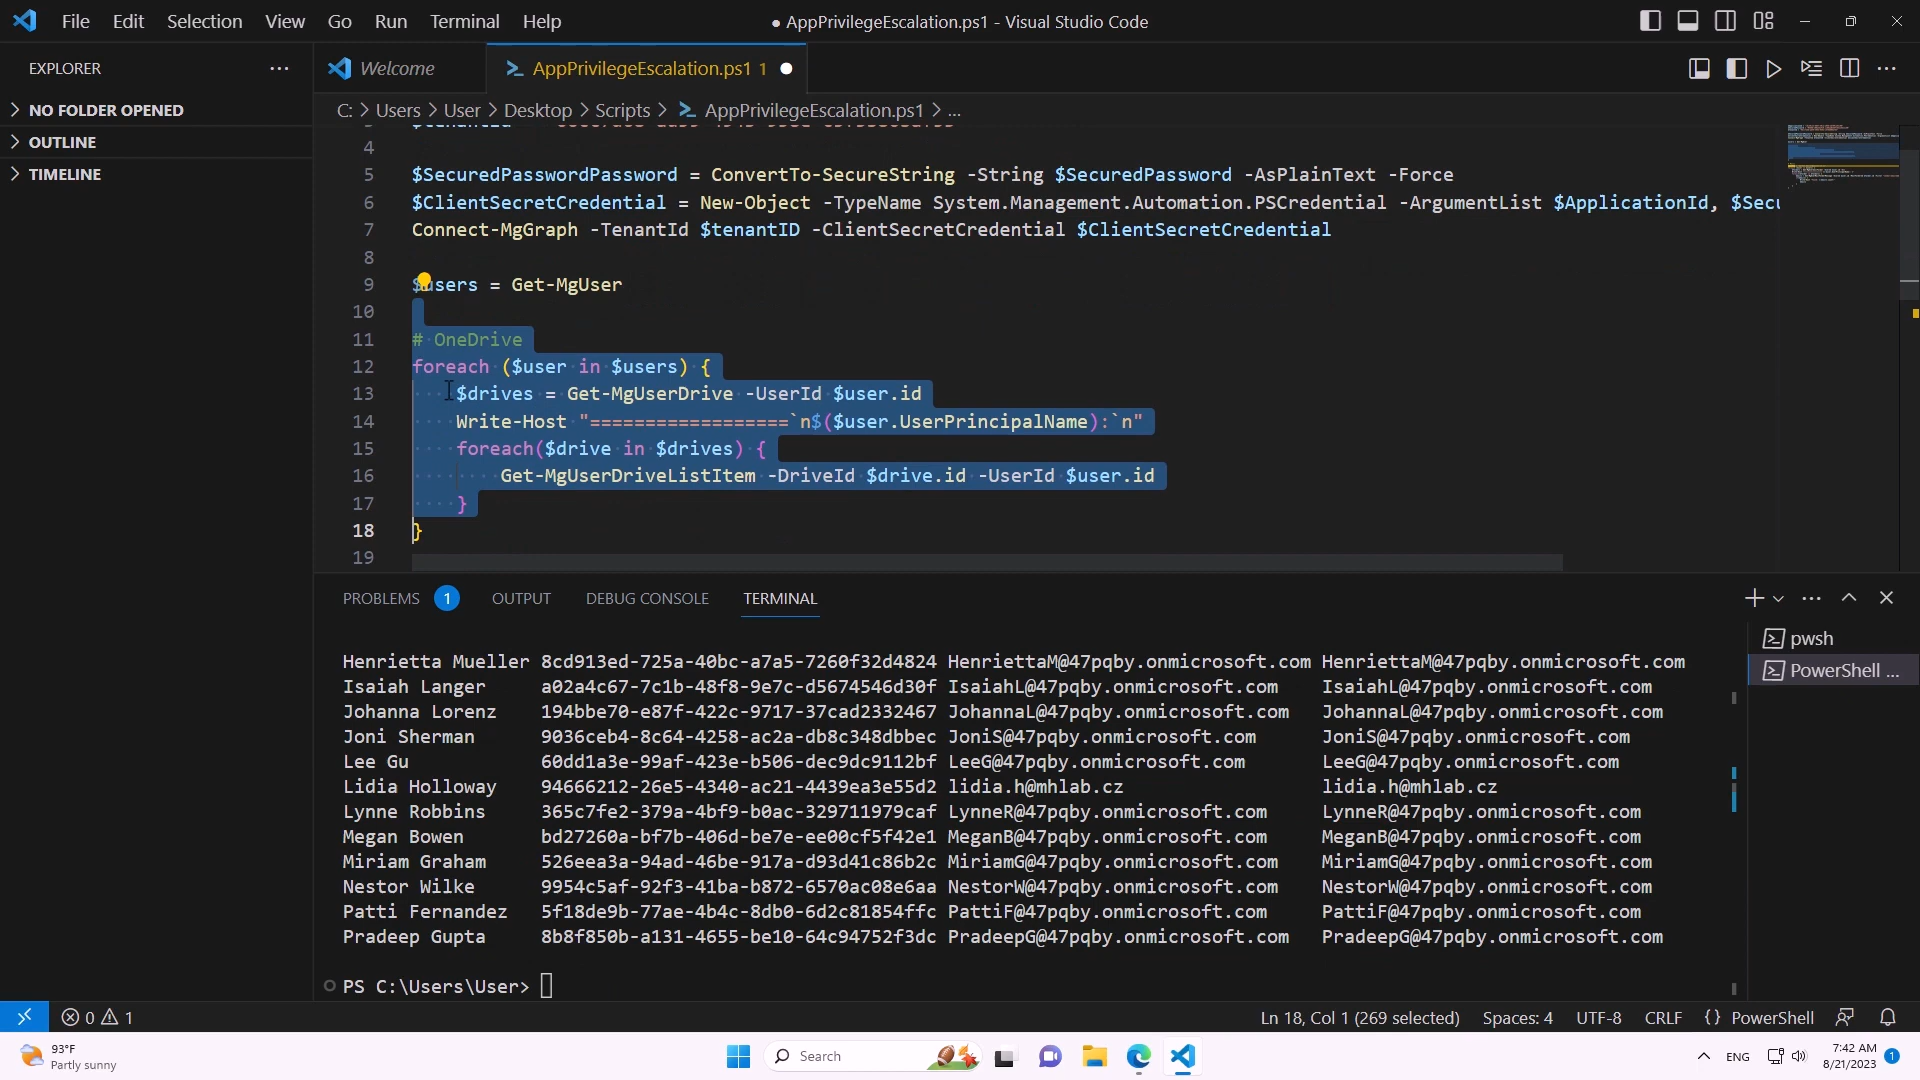 File Edit Selection View Go Run Terminal Help
● AppPrivilegeEscalation.ps1 - Visual Studio Code
EXPLORER
NO FOLDER OPENED
OUTLINE
TIMELINE
Welcome
AppPrivilegeEscalation.ps1 1
C: > Users > User > Desktop > Scripts > AppPrivilegeEscalation.ps1 > ...
4
5 $SecuredPasswordPassword = ConvertTo-SecureString -String $SecuredPassword -AsPlainText -Force
6 $ClientSecretCredential = New-Object -TypeName System.Management.Automation.PSCredential -ArgumentList $ApplicationId, $Secu
7 Connect-MgGraph -TenantId $tenantID -ClientSecretCredential $ClientSecretCredential
8
9 $users = Get-MgUser
10
11 # OneDrive
12 foreach ($user in $users) {
13 $drives = Get-MgUserDrive -UserId $user.id
14 Write-Host "==================`n$($user.UserPrincipalName):`n"
15 foreach($drive in $drives) {
16 Get-MgUserDriveListItem -DriveId $drive.id -UserId $user.id
17 }
18 }
19
PROBLEMS 1 OUTPUT DEBUG CONSOLE TERMINAL
pwsh
PowerShell ...
Henrietta Mueller 8cd913ed-725a-40bc-a7a5-7260f32d4824 HenriettaM@47pqby.onmicrosoft.com HenriettaM@47pqby.onmicrosoft.com
Isaiah Langer a02a4c67-7c1b-48f8-9e7c-d5674546d30f IsaiahL@47pqby.onmicrosoft.com IsaiahL@47pqby.onmicrosoft.com
Johanna Lorenz 194bbe70-e87f-422c-9717-37cad2332467 JohannaL@47pqby.onmicrosoft.com JohannaL@47pqby.onmicrosoft.com
Joni Sherman 9036ceb4-8c64-4258-ac2a-db8c348dbbec JoniS@47pqby.onmicrosoft.com JoniS@47pqby.onmicrosoft.com
Lee Gu 60dd1a3e-99af-423e-b506-dec9dc9112bf LeeG@47pqby.onmicrosoft.com LeeG@47pqby.onmicrosoft.com
Lidia Holloway 94666212-26e5-4340-ac21-4439ea3e55d2 lidia.h@mhlab.cz lidia.h@mhlab.cz
Lynne Robbins 365c7fe2-379a-4bf9-b0ac-329711979caf LynneR@47pqby.onmicrosoft.com LynneR@47pqby.onmicrosoft.com
Megan Bowen bd27260a-bf7b-406d-be7e-ee00cf5f42e1 MeganB@47pqby.onmicrosoft.com MeganB@47pqby.onmicrosoft.com
Miriam Graham 526eea3a-94ad-46be-917a-d93d41c86b2c MiriamG@47pqby.onmicrosoft.com MiriamG@47pqby.onmicrosoft.com
Nestor Wilke 9954c5af-92f3-41ba-b872-6570ac08e6aa NestorW@47pqby.onmicrosoft.com NestorW@47pqby.onmicrosoft.com
Patti Fernandez 5f18de9b-77ae-4b4c-8db0-6d2c81854ffc PattiF@47pqby.onmicrosoft.com PattiF@47pqby.onmicrosoft.com
Pradeep Gupta 8b8f850b-a131-4655-be10-64c94752f3dc PradeepG@47pqby.onmicrosoft.com PradeepG@47pqby.onmicrosoft.com
PS C:\Users\User>
0 1
Ln 18, Col 1 (269 selected) Spaces: 4 UTF-8 CRLF {} PowerShell
93°F
Partly sunny
Search
ENG
7:42 AM
8/21/2023
1